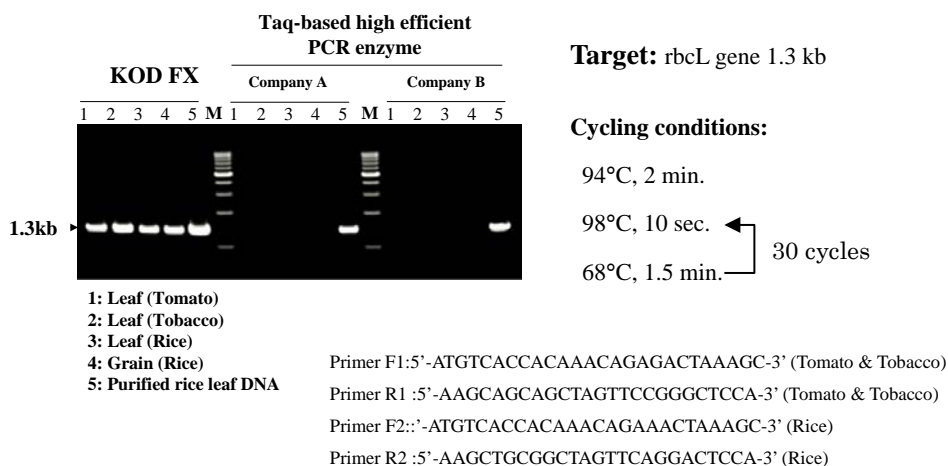 Taq-based high efficient
PCR enzyme
KOD FX
Company A
Company B
1 2 3 4 5 M 1 2 3 4 5 M 1 2 3 4 5
1.3kb
1: Leaf (Tomato)
2: Leaf (Tobacco)
3: Leaf (Rice)
4: Grain (Rice)
5: Purified rice leaf DNA
Target: rbcL gene 1.3 kb
Cycling conditions:
94°C, 2 min.
98°C, 10 sec.
68°C, 1.5 min.
30 cycles
Primer F1:5’-ATGTCACCACAAACAGAGACTAAAGC-3’ (Tomato & Tobacco)
Primer R1 :5’-AAGCAGCAGCTAGTTCCGGGCTCCA-3’ (Tomato & Tobacco)
Primer F2::’-ATGTCACCACAAACAGAAACTAAAGC-3’ (Rice)
Primer R2 :5’-AAGCTGCGGCTAGTTCAGGACTCCA-3’ (Rice)